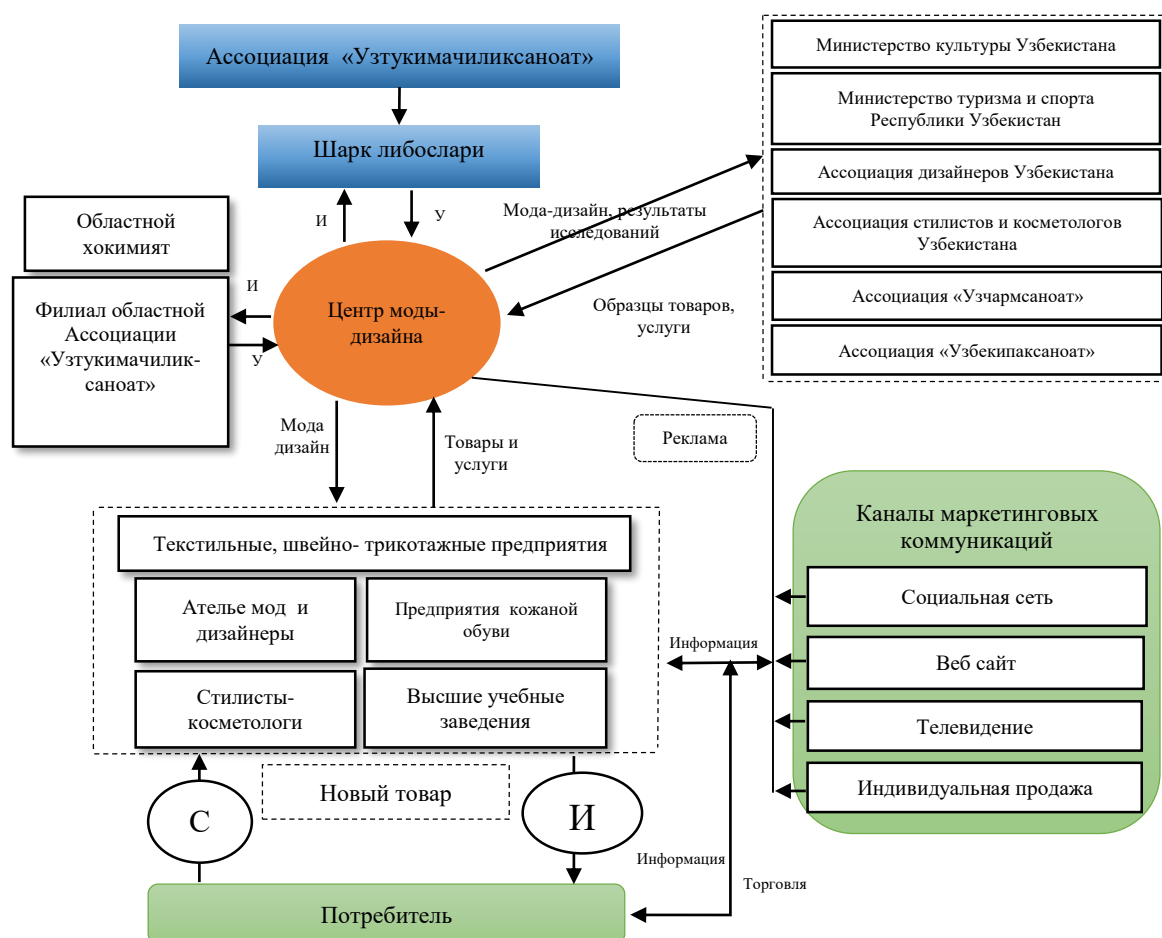 Ассоциация «Узтукимачиликсаноат»
Шарк либослари
И
У
Министерство культуры Узбекистана
Министерство туризма и спорта
Республики Узбекистан
Ассоциация дизайнеров Узбекистана
Ассоциация стилистов и косметологов
Узбекистана
Ассоциация «Узчармсаноат»
Ассоциация «Узбекипаксаноат»
Мода-дизайн, результаты
исследований
Образцы товаров,
услуги
Областной
хокимият
Филиал областной
Ассоциации
«Узтукимачилик-
саноат»
И
У
Центр моды-
дизайна
Мода
дизайн
Товары и
услуги
Реклама
Текстильные, швейно- трикотажные предприятия
Ателье мод и
дизайнеры
Предприятия кожаной
обуви
Стилисты-
косметологи
Высшие учебные
заведения
Информация
Каналы маркетинговых
коммуникаций
Социальная сеть
Веб сайт
Телевидение
Индивидуальная продажа
С
Новый товар
И
Информация
Торговля
Потребитель